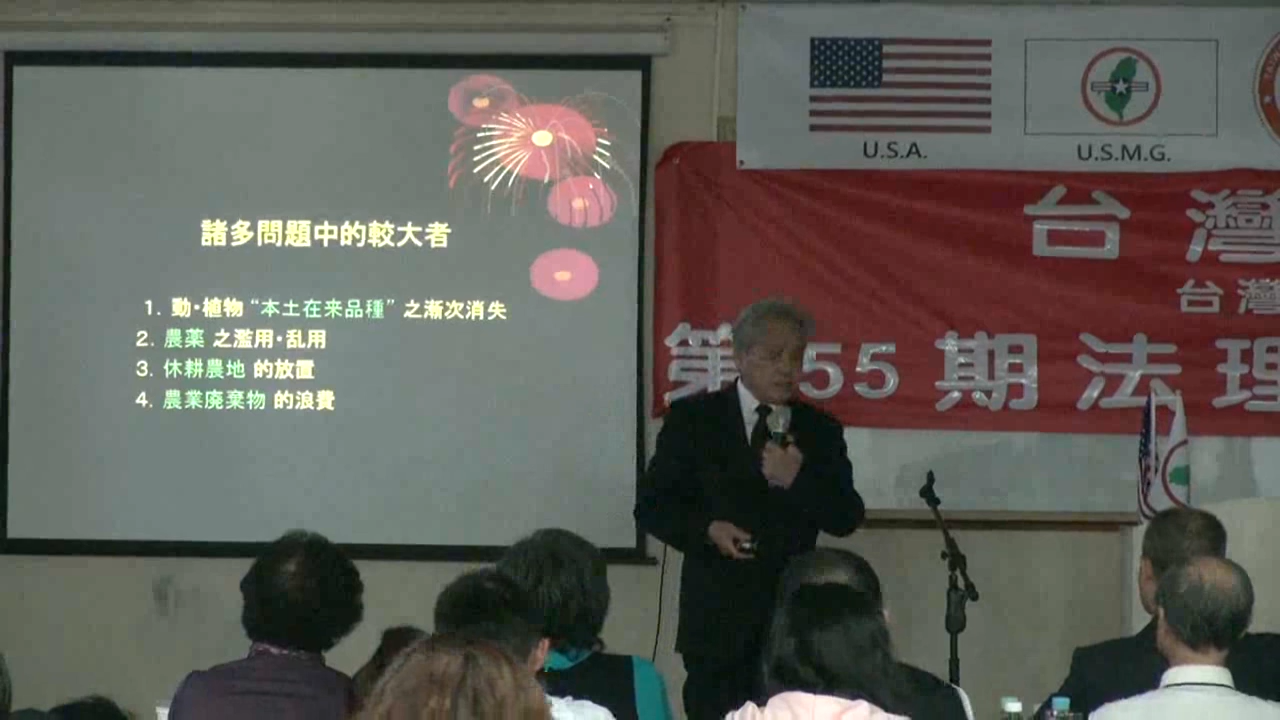 諸多問題中的較大者
1. 動・植物 “本土在来品種” 之漸次消失
2. 農薬 之濫用・乱用
3. 休耕農地 的放置
4. 農業廃棄物 的浪費
U.S.A.
U.S.M.G.
台灣
台灣
第 55 期 法理